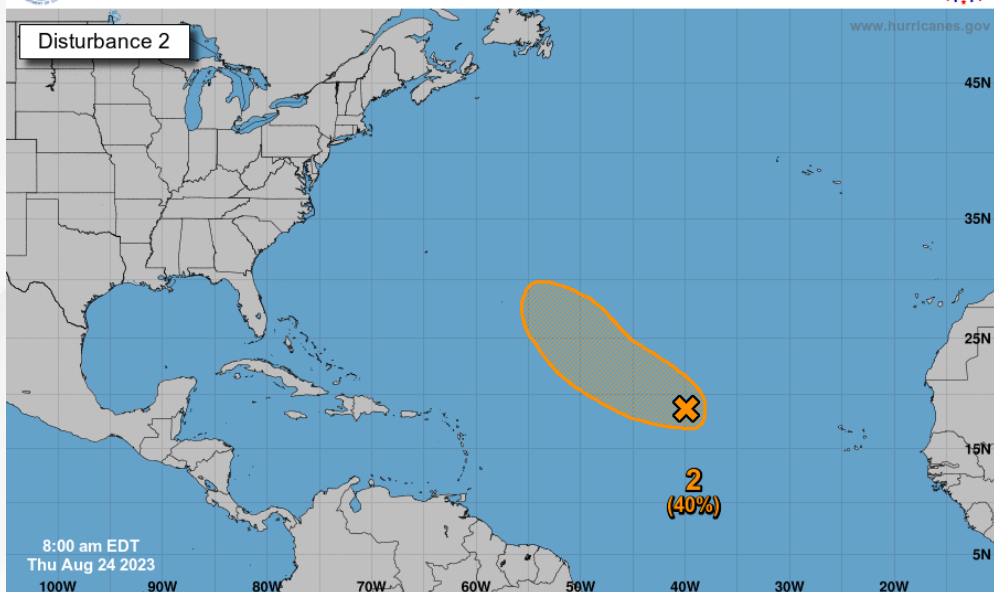 Disturbance 2
www.hurricanes.gov
45N
35N
25N
15N
2
(40%)
8:00 am EDT
Thu Aug 24 2023
5N
100W 90W 80W 70W 60W 50W 40W 30W 20W